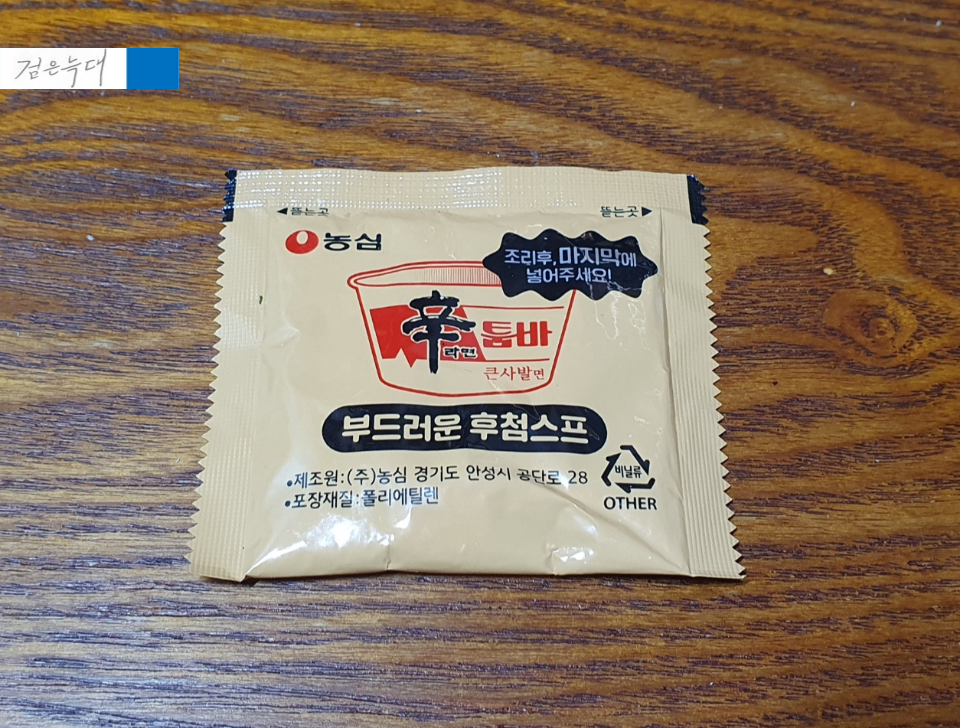 검은늑대
◀뜯는곳 뜯는곳▶
농심
조리후, 마지막에
넣어주세요!
辛
라면
툼바
큰사발면
부드러운 후첨스프
•제조원:(주)농심 경기도 안성시 공단로 28
•포장재질:폴리에틸렌
비닐류
OTHER